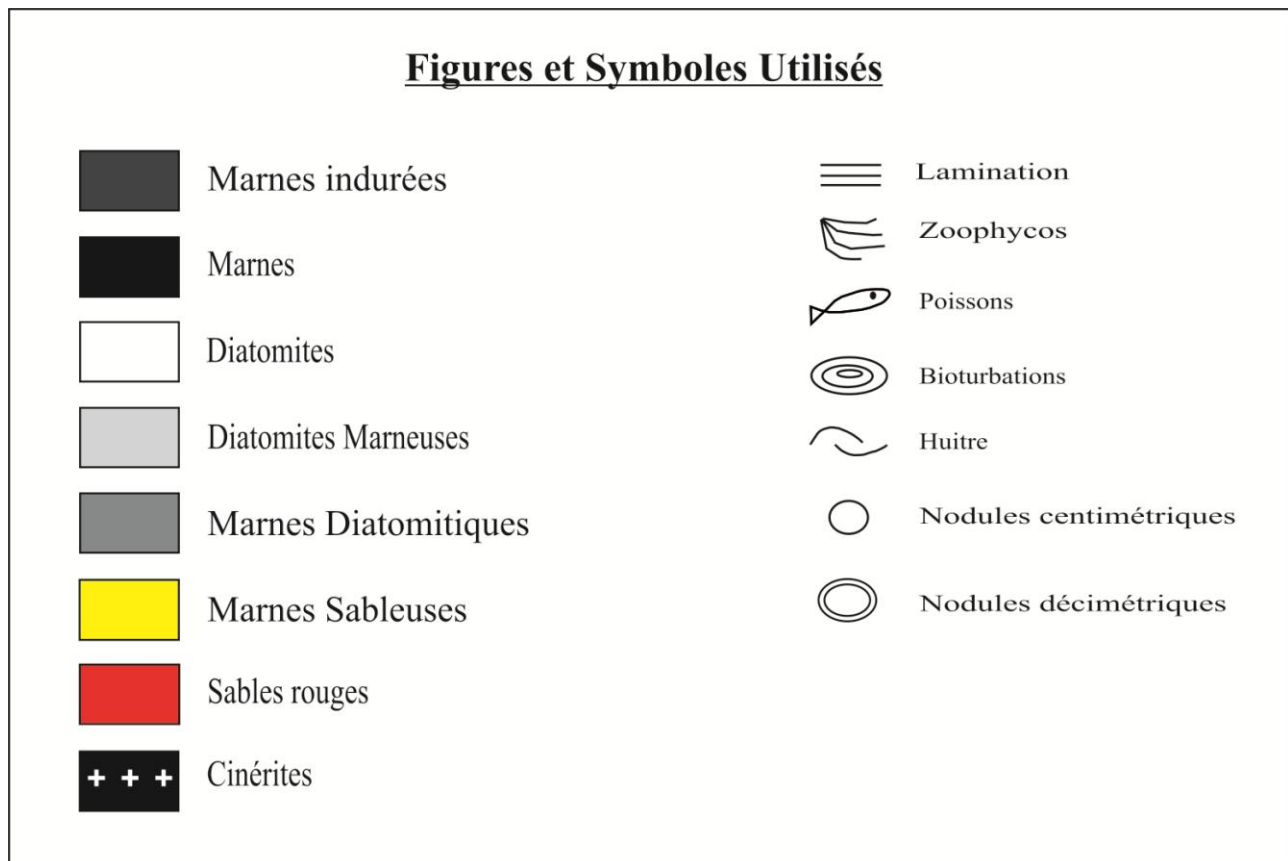 Figures et Symboles Utilisés
Marnes indurées
Marnes
Diatomites
Diatomites Marneuses
Marnes Diatomitiques
Marnes Sableuses
Sables rouges
Cinérites
Lamination
Zoophycos
Poissons
Bioturbations
Huitre
Nodules centimétriques
Nodules décimétriques